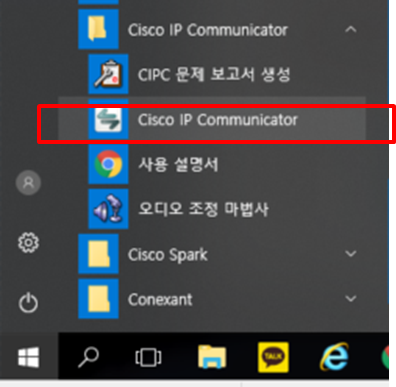 Cisco IP Communicator
CIPC 문제 보고서 생성
Cisco IP Communicator
사용 설명서
오디오 조정 마법사
Cisco Spark
Conexant
TALK